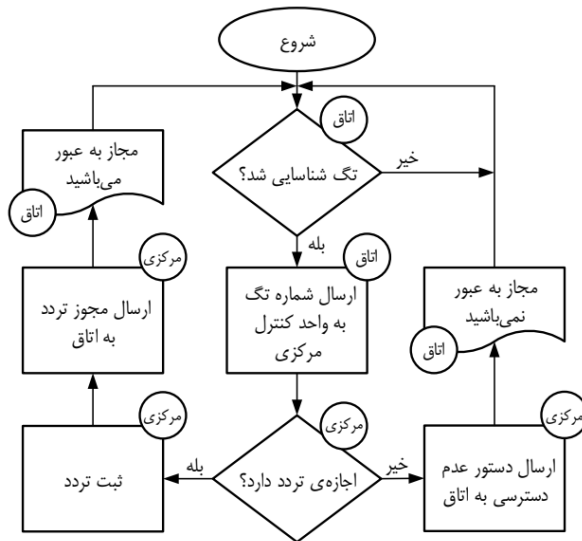 شروع
اتاق
تگ شناسایی شد؟
خیر
بله
مجاز به عبور
می‌باشید
اتاق
مرکزی
ارسال مجوز تردد
به اتاق
اتاق
ارسال شماره تگ
به واحد کنترل
مرکزی
مجاز به عبور
نمی‌باشید
اتاق
مرکزی
ثبت تردد
بله
مرکزی
اجازه‌ی تردد دارد؟
خیر
مرکزی
ارسال دستور عدم
دسترسی به اتاق